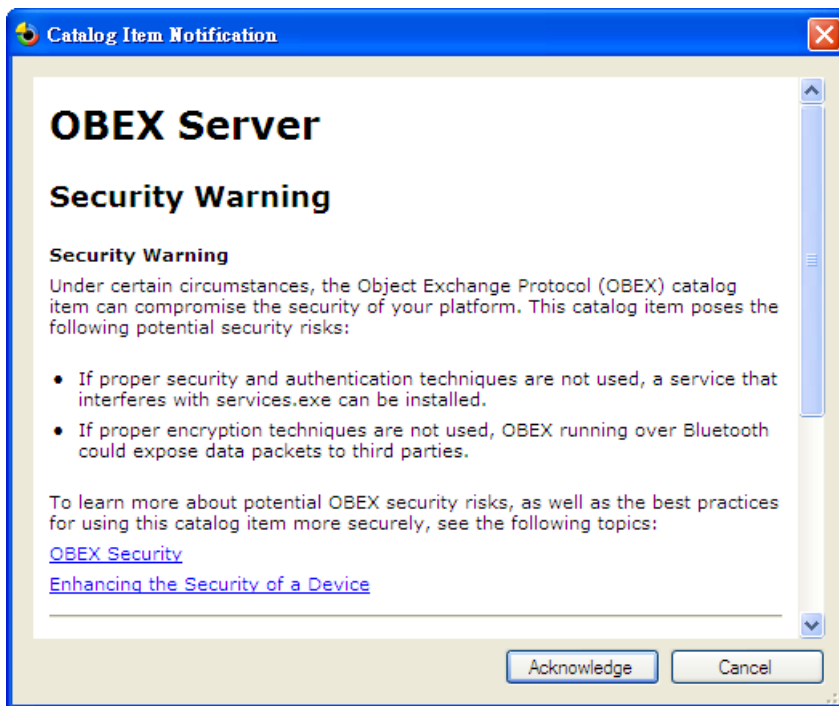 Catalog Item Notification
OBEX Server
Security Warning
Security Warning
Under certain circumstances, the Object Exchange Protocol (OBEX) catalog
item can compromise the security of your platform. This catalog item poses the
following potential security risks:
• If proper security and authentication techniques are not used, a service that
interferes with services.exe can be installed.
• If proper encryption techniques are not used, OBEX running over Bluetooth
could expose data packets to third parties.
To learn more about potential OBEX security risks, as well as the best practices
for using this catalog item more securely, see the following topics:
OBEX Security
Enhancing the Security of a Device
Acknowledge
Cancel